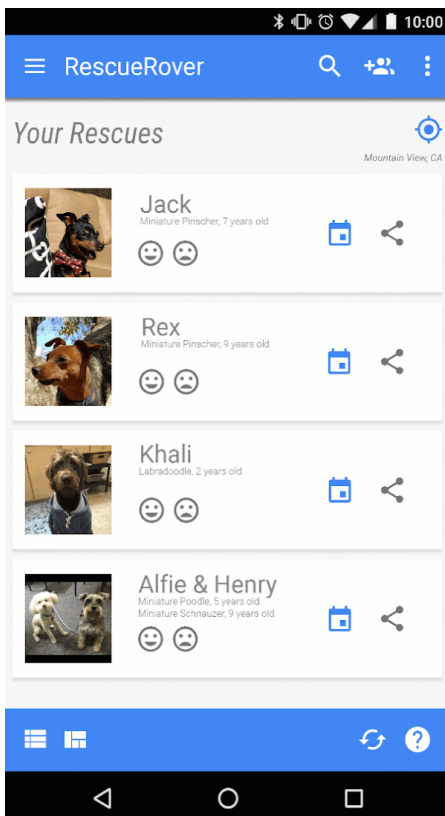 10:00
RescueRover
Your Rescues
Mountain View, CA
Jack
Miniature Pinscher, 7 years old
Rex
Miniature Pinscher, 9 years old
Khali
Labradoodle, 2 years old
Alfie & Henry
Miniature Poodle, 5 years old
Miniature Schnauzer, 9 years old